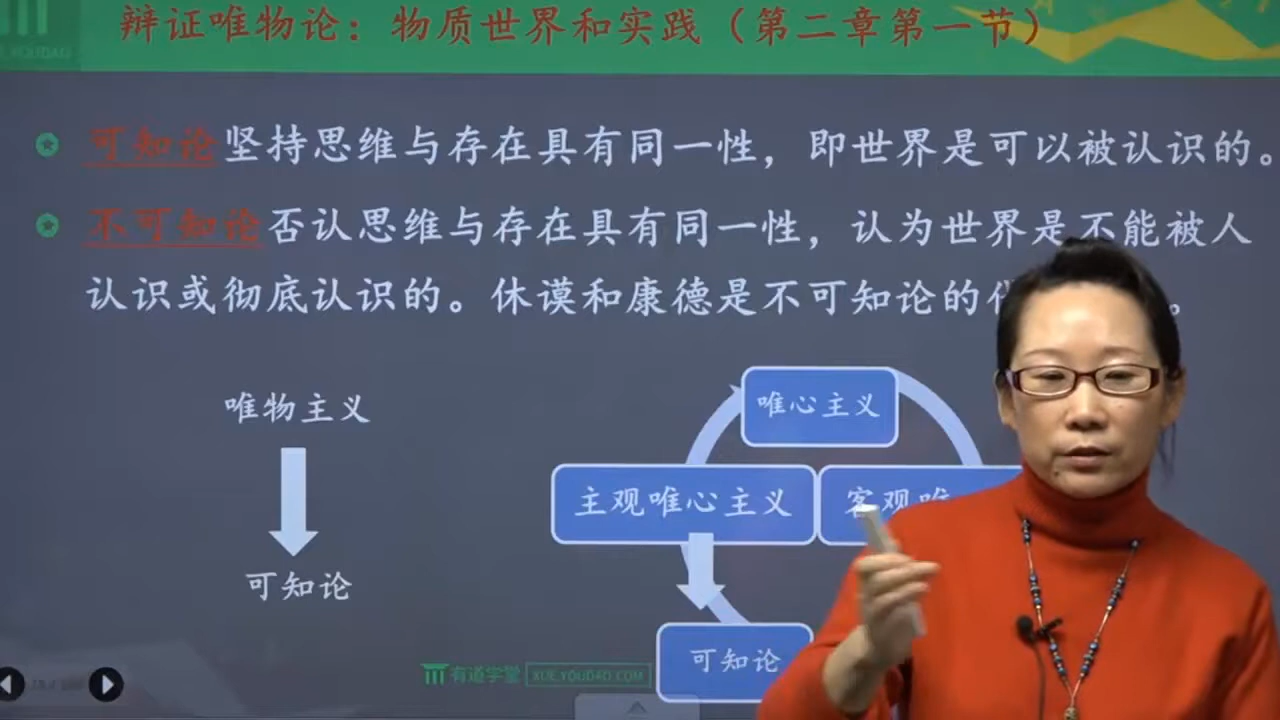 辩证唯物论：物质世界和实践（第二章第一节）
可知论坚持思维与存在具有同一性，即世界是可以被认识的。
不可知论否认思维与存在具有同一性，认为世界是不能被人
认识或彻底认识的。休谟和康德是不可知论的代
唯物主义
可知论
唯心主义
主观唯心主义
客观唯
可知论
有道学堂 XUE.YOUDAO.COM